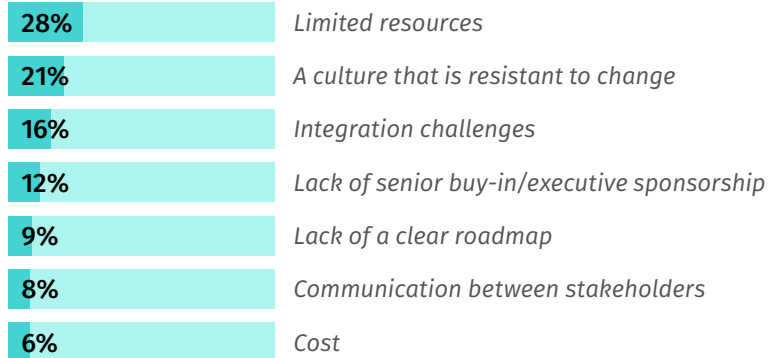 28% Limited resources
21% A culture that is resistant to change
16% Integration challenges
12% Lack of senior buy-in/executive sponsorship
9% Lack of a clear roadmap
8% Communication between stakeholders
6% Cost